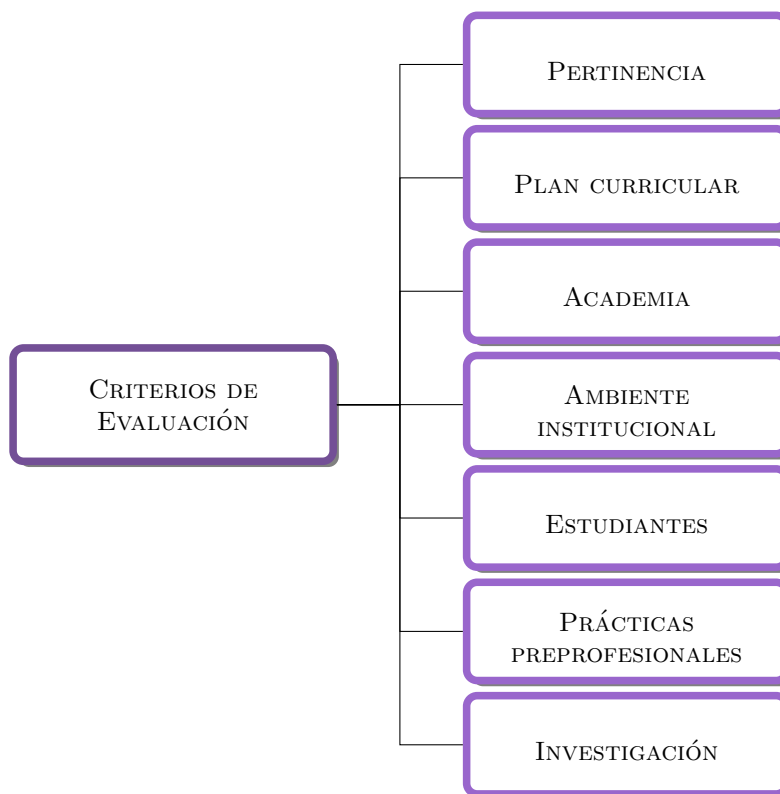 Pertinencia
Plan curricular
Academia
Criterios de
Evaluación
Ambiente
institucional
Estudiantes
Prácticas
preprofesionales
Investigación